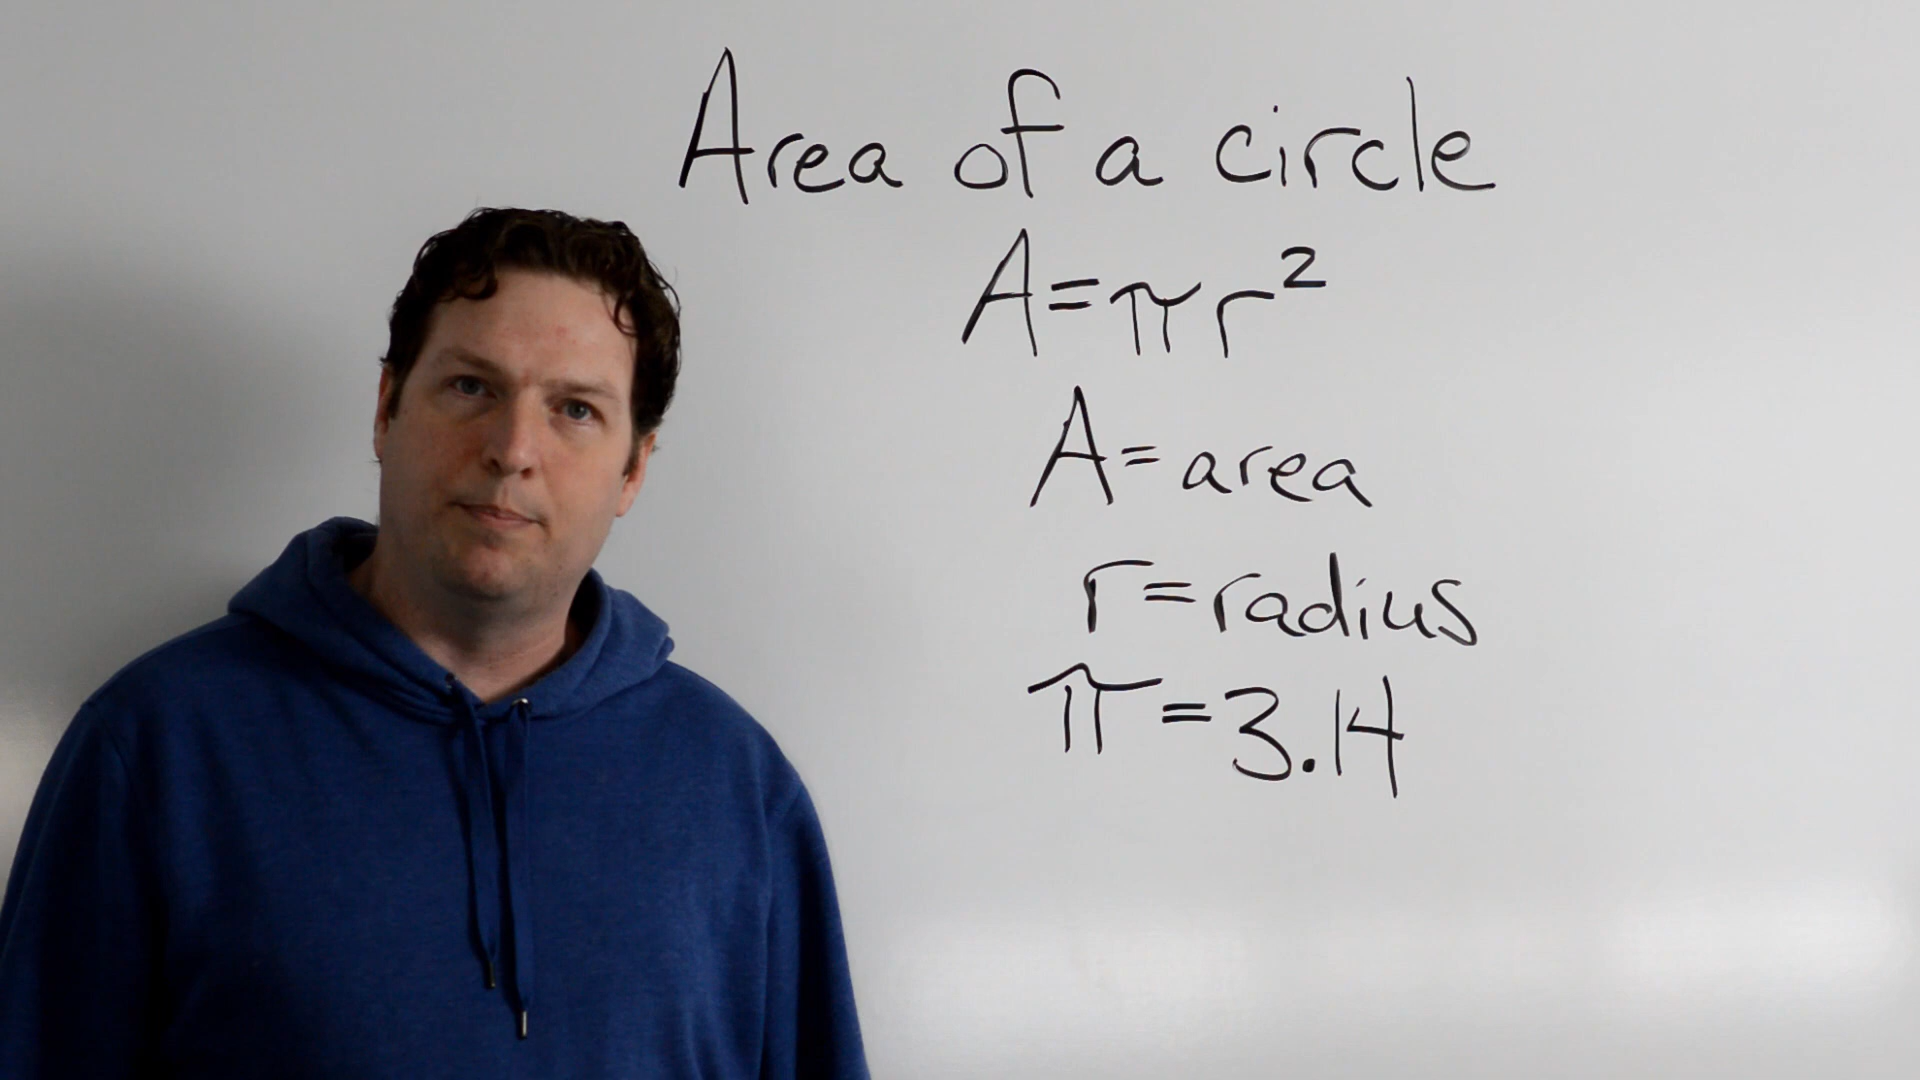 Area of a circle
A=πr²
A=area
r=radius
π=3.14